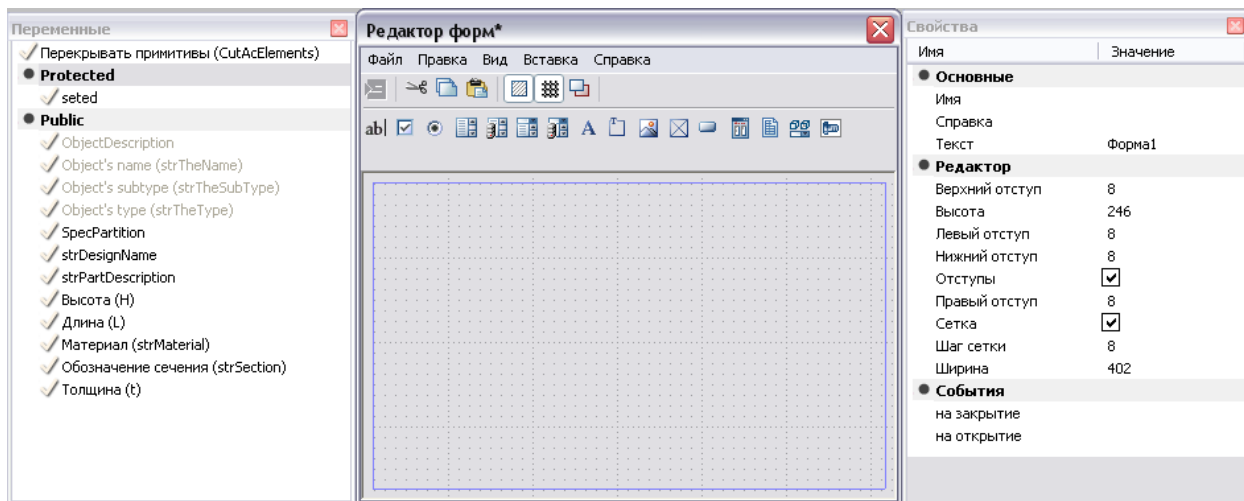 Переменные
Перекрывать примитивы (CutAcElements)
Protected
seted
Public
ObjectDescription
Object's name (strTheName)
Object's subtype (strTheSubType)
Object's type (strTheType)
SpecPartition
strDesignName
strPartDescription
Высота (H)
Длина (L)
Материал (strMaterial)
Обозначение сечения (strSection)
Толщина (t)
Редактор форм*
Файл Правка Вид Вставка Справка
ab A
Свойства
Имя Значение
Основные
Имя
Справка
Текст Форма1
Редактор
Верхний отступ 8
Высота 246
Левый отступ 8
Нижний отступ 8
Отступы
Правый отступ 8
Сетка
Шаг сетки 8
Ширина 402
События
на закрытие
на открытие